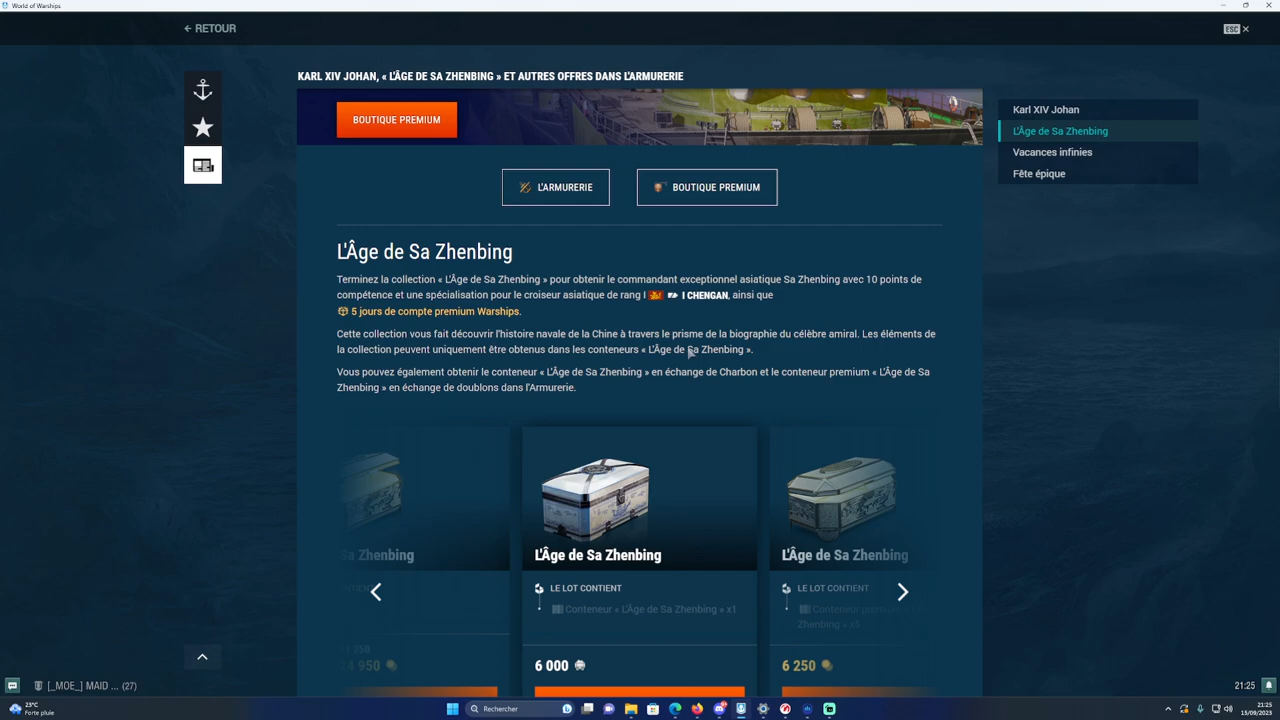 World of Warships
← RETOUR
ESC ×
KARL XIV JOHAN, « L'ÂGE DE SA ZHENBING » ET AUTRES OFFRES DANS L'ARMURERIE
BOUTIQUE PREMIUM
Karl XIV Johan
L'Âge de Sa Zhenbing
Vacances infinies
Fête épique
L'ARMURERIE
BOUTIQUE PREMIUM
L'Âge de Sa Zhenbing
Terminez la collection « L'Âge de Sa Zhenbing » pour obtenir le commandant exceptionnel asiatique Sa Zhenbing avec 10 points de
compétence et une spécialisation pour le croiseur asiatique de rang I I CHENGAN, ainsi que
5 jours de compte premium Warships.
Cette collection vous fait découvrir l'histoire navale de la Chine à travers le prisme de la biographie du célèbre amiral. Les éléments de
la collection peuvent uniquement être obtenus dans les conteneurs « L'Âge de Sa Zhenbing ».
Vous pouvez également obtenir le conteneur « L'Âge de Sa Zhenbing » en échange de Charbon et le conteneur premium « L'Âge de Sa
Zhenbing » en échange de doublons dans l'Armurerie.
Sa Zhenbing
L'Âge de Sa Zhenbing
LE LOT CONTIENT
Conteneur « L'Âge de Sa Zhenbing » x1
6 000
L'Âge de Sa Zhenbing
LE LOT CONTIENT
Conteneur premium
Zhenbing »
6 250
24 950
[_MOE_] MAID ... (27)
21:25
23°C
Forte pluie
Rechercher
21:25
15/09/2023